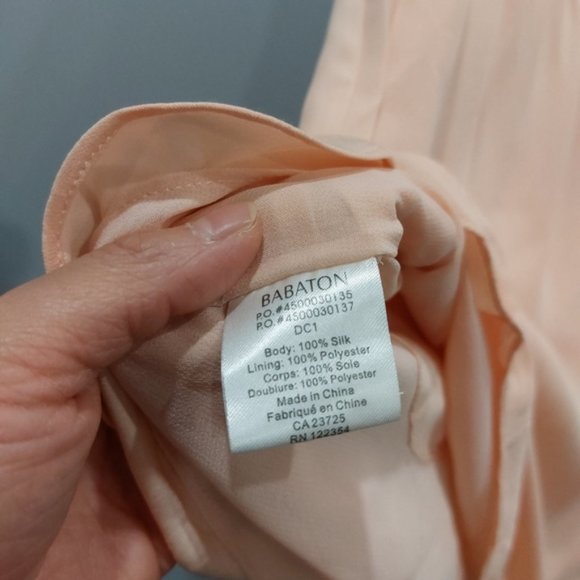 BABATON
P.O.#4500030135
P.O.#4500030137
DC1
Body: 100% Silk
Lining: 100% Polyester
Corps: 100% Soie
Doublure: 100% Polyester
Made in China
Fabriqué en Chine
CA 23725
RN 122354